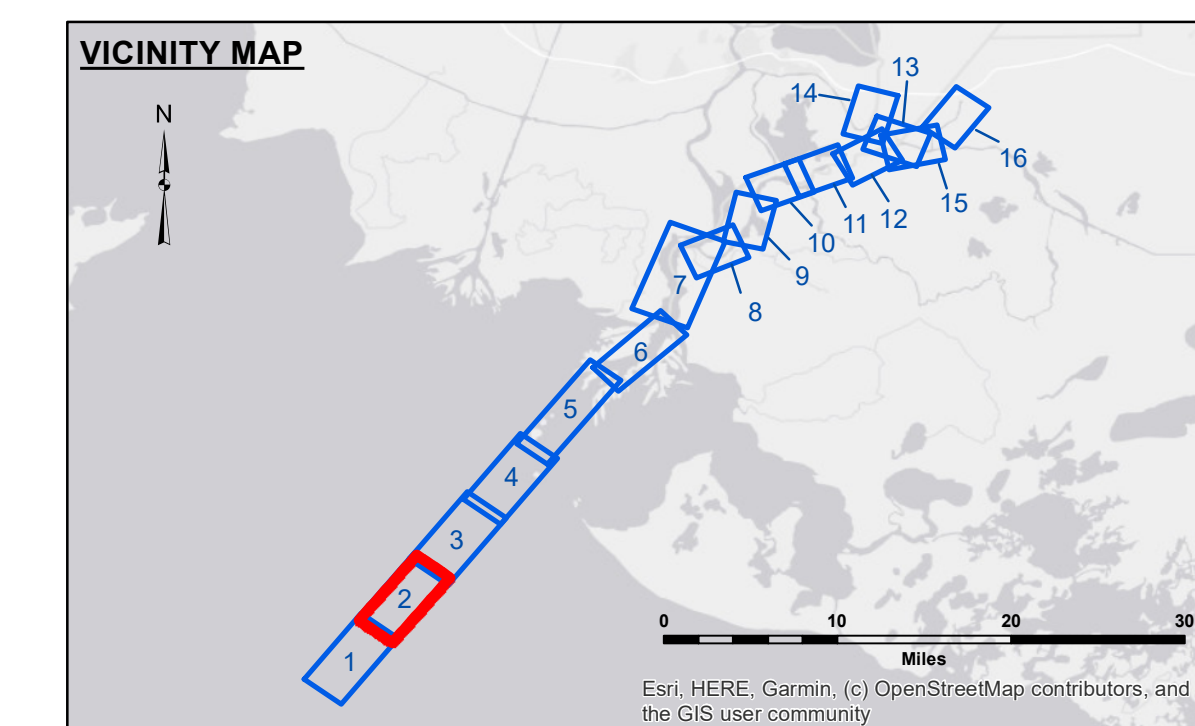 VICINITY MAP
N
13
14
16
15
12
11
10
9
7
8
6
5
4
3
2
1
0 10 20 30
Miles
Esri, HERE, Garmin, (c) OpenStreetMap contributors, and
the GIS user community